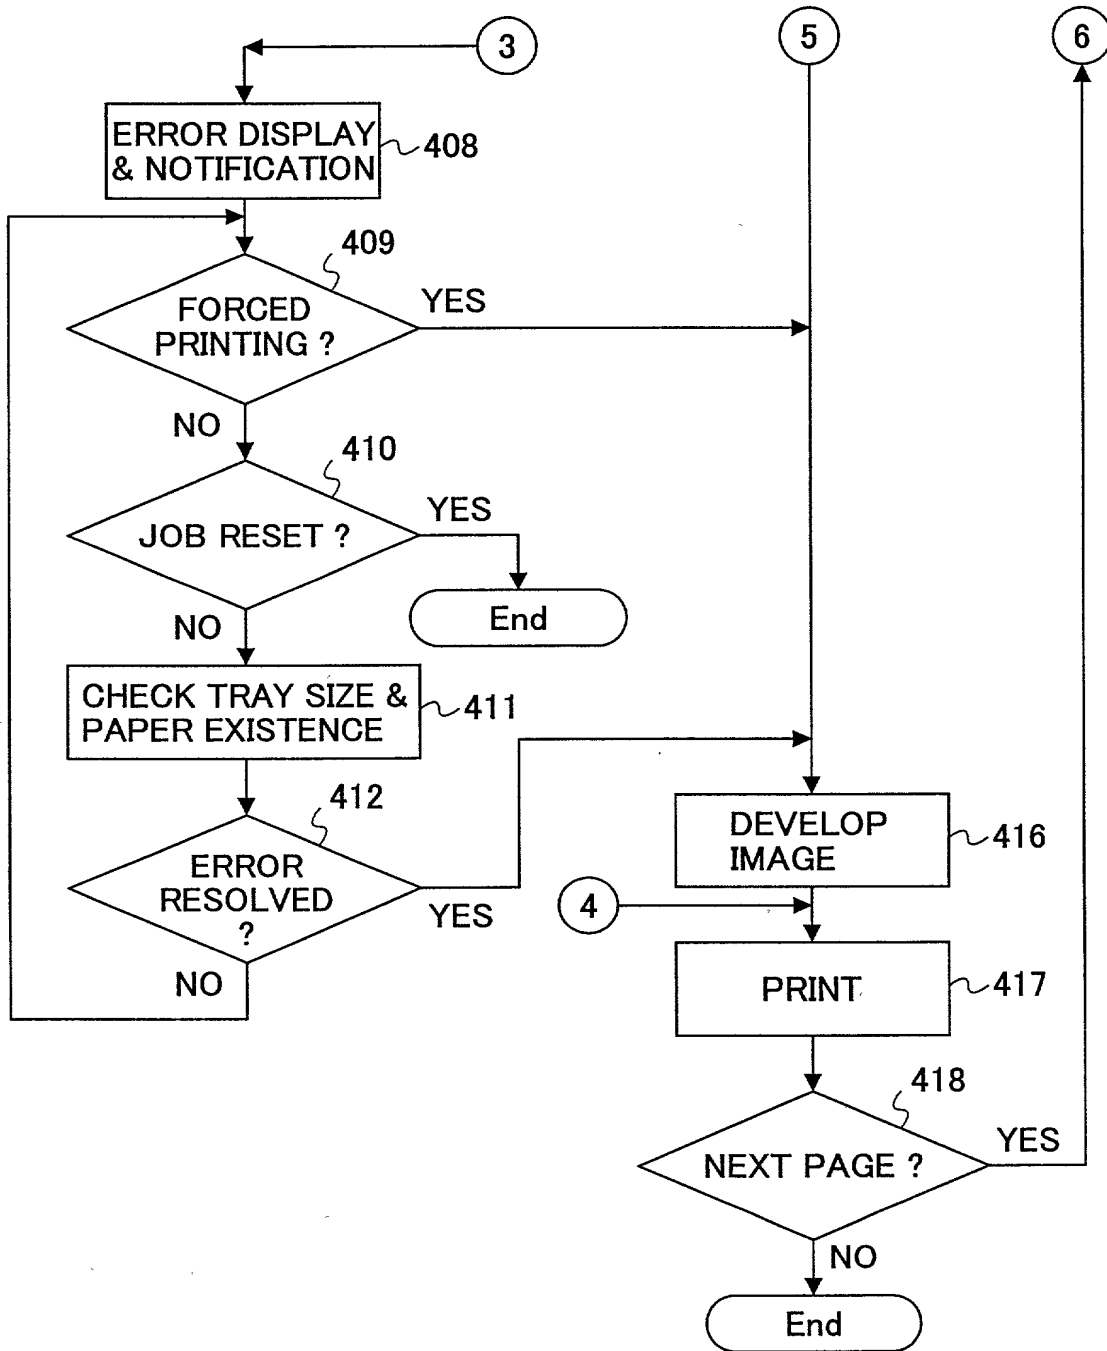 3
5
6
ERROR DISPLAY
& NOTIFICATION
408
409
FORCED
PRINTING ?
YES
NO
410
JOB RESET ?
YES
End
NO
CHECK TRAY SIZE &
PAPER EXISTENCE
411
412
ERROR
RESOLVED
?
YES
NO
DEVELOP
IMAGE
416
4
PRINT
417
418
NEXT PAGE ?
YES
NO
End